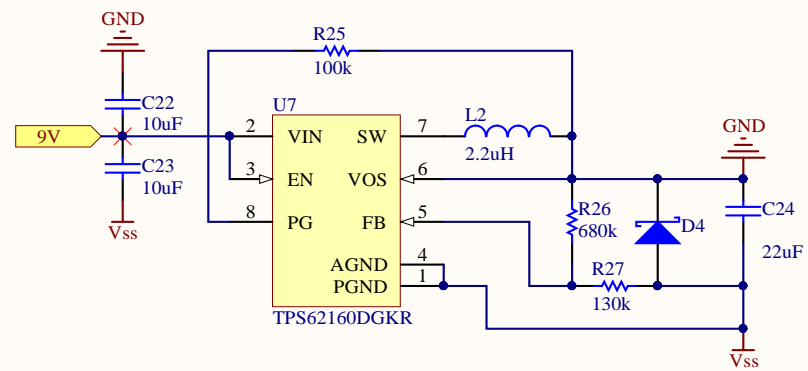 GND
R25
100k
C22
10uF
U7
L2
2.2uH
GND
9V
2
VIN
SW
7
C23
10uF
3
EN
VOS
6
8
PG
FB
5
R26
680k
D4
C24
22uF
Vss
AGND
4
PGND
1
R27
130k
TPS62160DGKR
Vss